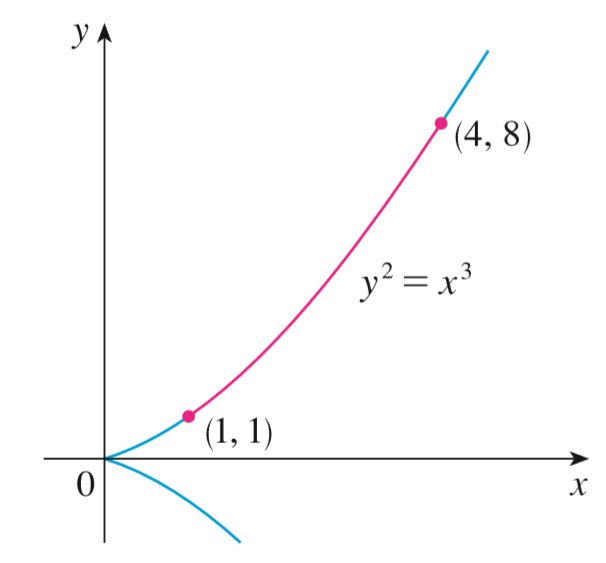 y
(4, 8)
y² = x³
(1, 1)
0
x